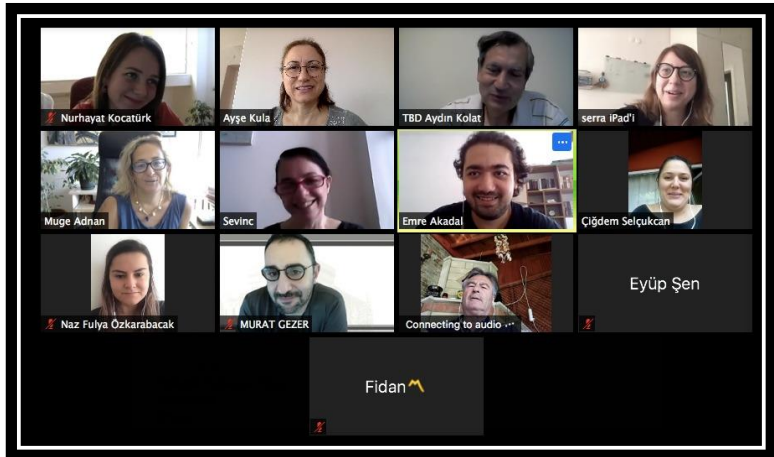 Nurhayat Kocatürk
Ayşe Kula
TBD Aydın Kolat
serra iPad'i
Muge Adnan
Sevinc
Emre Akadal
Çiğdem Selçukcan
Naz Fulya Özkarabacak
MURAT GEZER
Connecting to audio ...
Eyüp Şen
Fidan